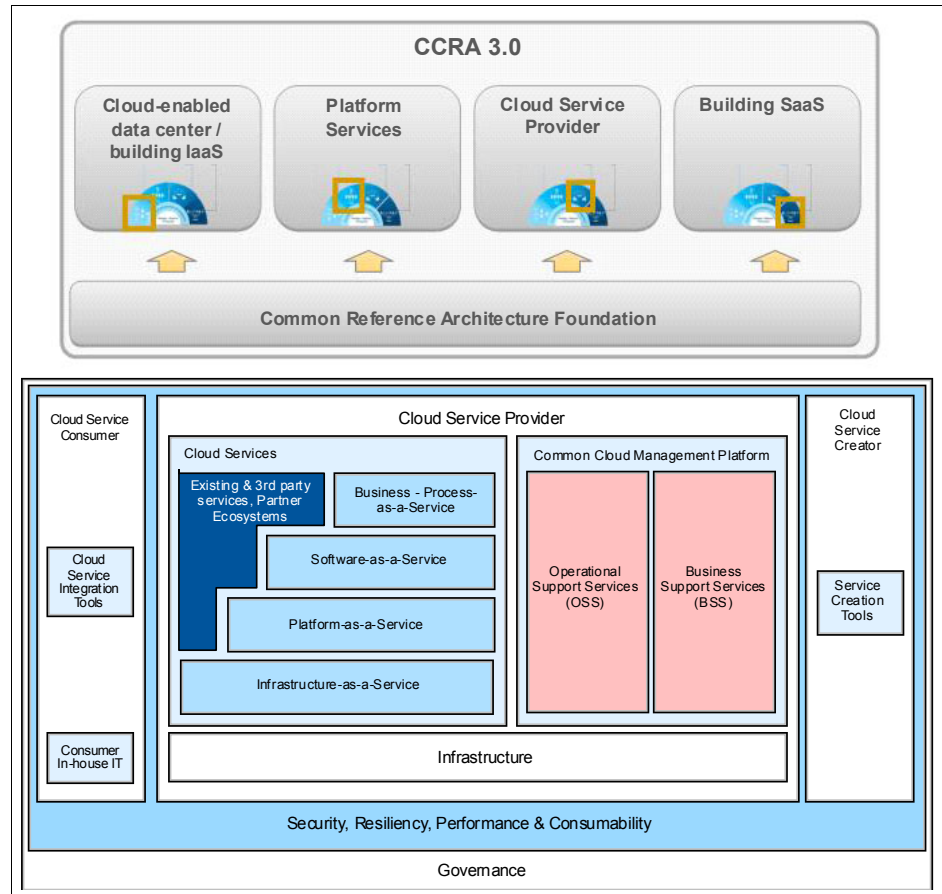 CCRA 3.0
Cloud-enabled
data center /
building IaaS
Platform
Services
Cloud Service
Provider
Building SaaS
Common Reference Architecture Foundation
Cloud Service
Consumer
Cloud
Service
Integration
Tools
Consumer
In-house IT
Cloud Service Provider
Cloud Services
Existing & 3rd party
services, Partner
Ecosystems
Business - Process-
as-a-Service
Software-as-a-Service
Platform-as-a-Service
Infrastructure-as-a-Service
Common Cloud Management Platform
Operational
Support Services
(OSS)
Business
Support Services
(BSS)
Infrastructure
Cloud
Service
Creator
Service
Creation
Tools
Security, Resiliency, Performance & Consumability
Governance